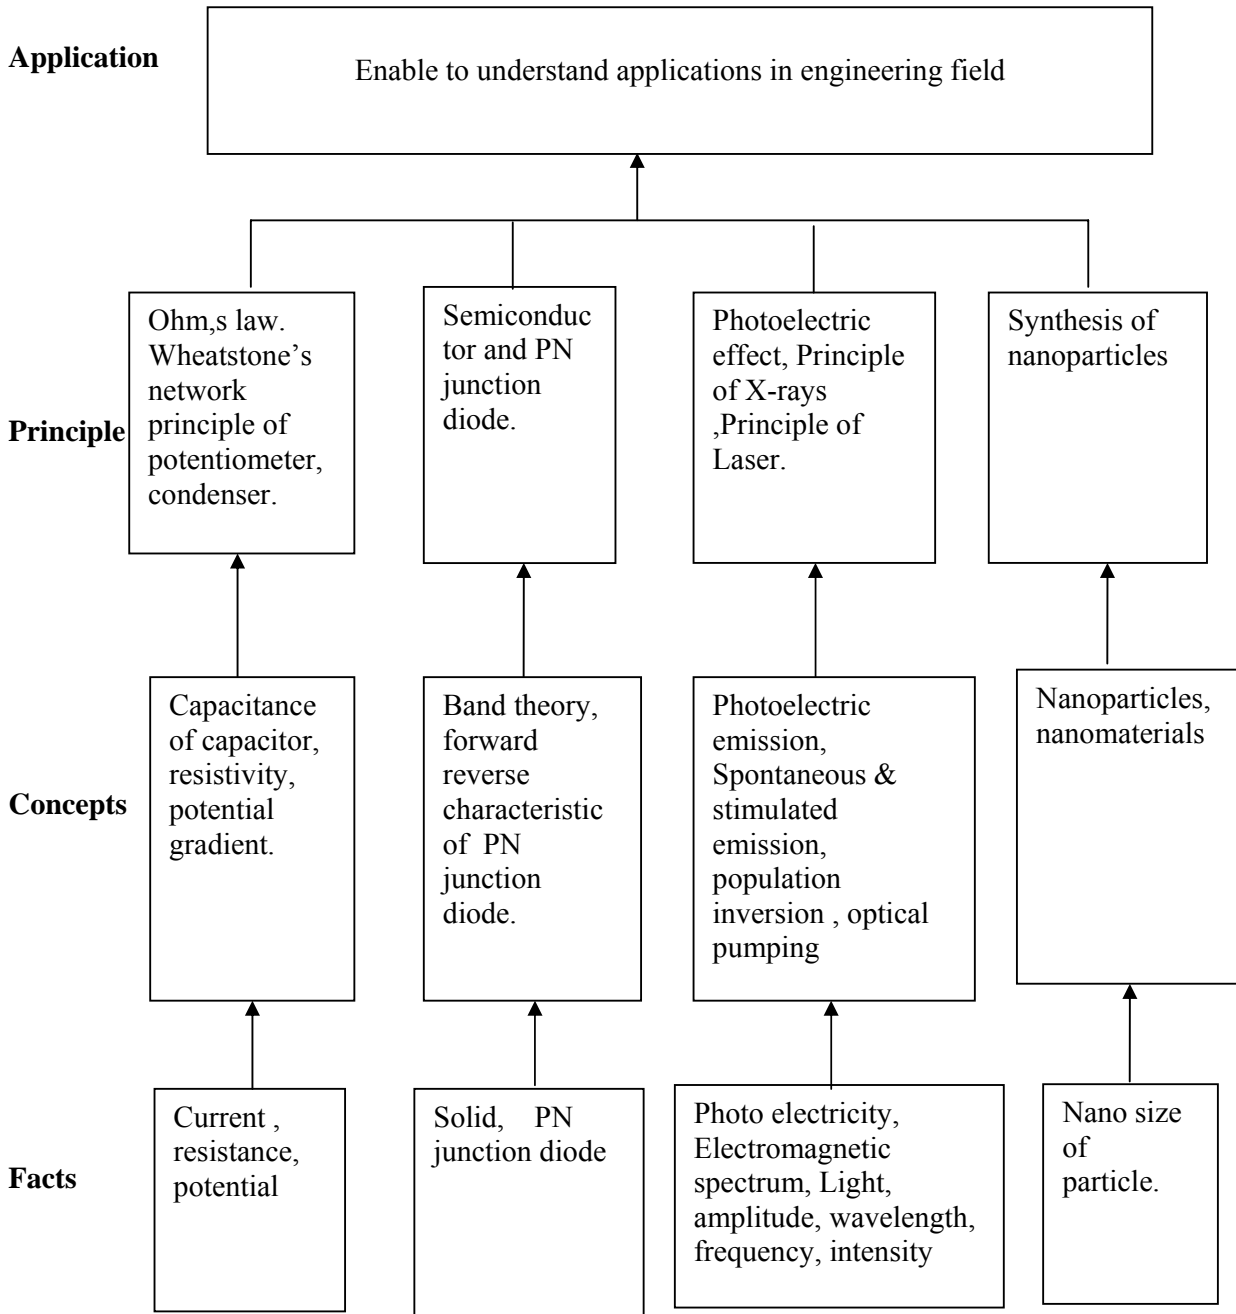 Application
Enable to understand applications in engineering field
Principle
Ohm,s law.
Wheatstone’s
network
principle of
potentiometer,
condenser.
Semiconduc
tor and PN
junction
diode.
Photoelectric
effect, Principle
of X-rays
,Principle of
Laser.
Synthesis of
nanoparticles
Concepts
Capacitance
of capacitor,
resistivity,
potential
gradient.
Band theory,
forward
reverse
characteristic
of PN
junction
diode.
Photoelectric
emission,
Spontaneous &
stimulated
emission,
population
inversion , optical
pumping
Nanoparticles,
nanomaterials
Facts
Current ,
resistance,
potential
Solid, PN
junction diode
Photo electricity,
Electromagnetic
spectrum, Light,
amplitude, wavelength,
frequency, intensity
Nano size
of
particle.